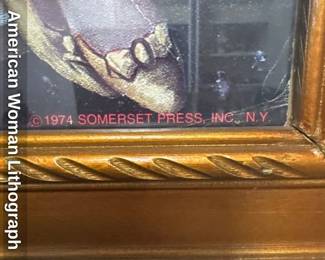 American Woman Lithograph
© 1974 SOMERSET PRESS, INC., N.Y.